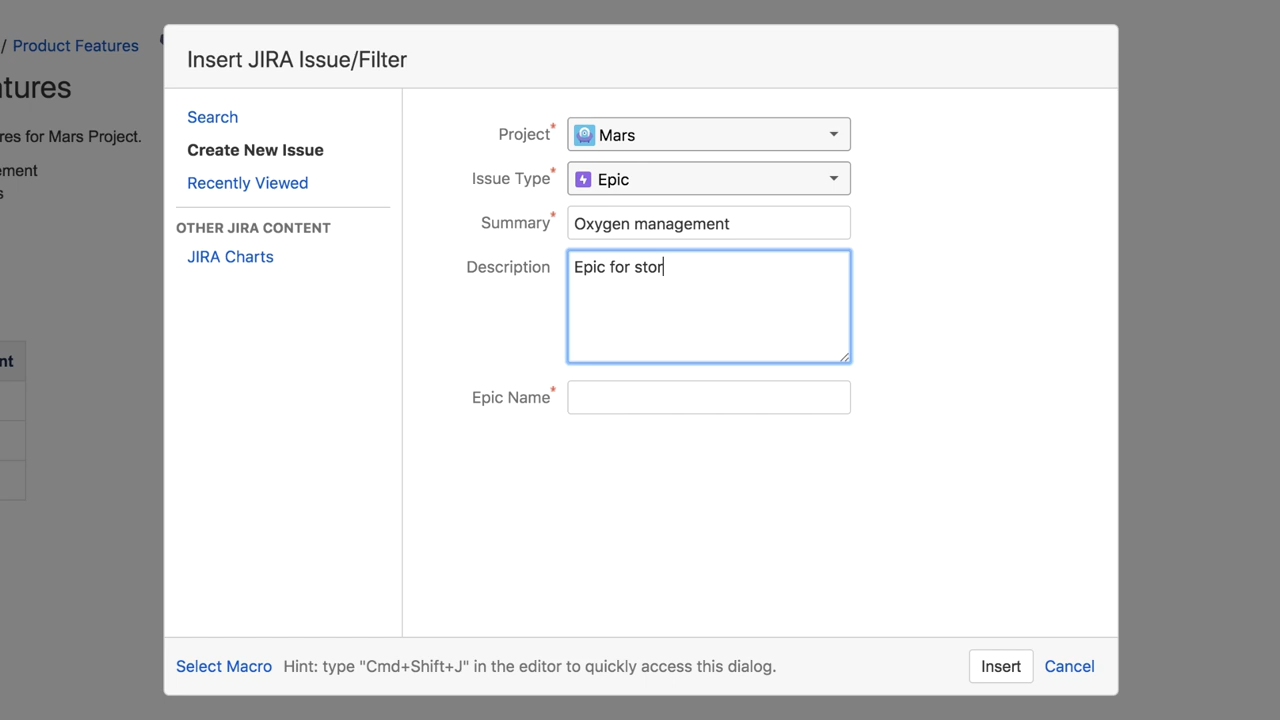 / Product Features
tures
res for Mars Project.
ement
s
nt
Insert JIRA Issue/Filter
Search
Create New Issue
Recently Viewed
OTHER JIRA CONTENT
JIRA Charts
Project* Mars
Issue Type* Epic
Summary* Oxygen management
Description Epic for stor
Epic Name*
Select Macro Hint: type "Cmd+Shift+J" in the editor to quickly access this dialog. Insert Cancel